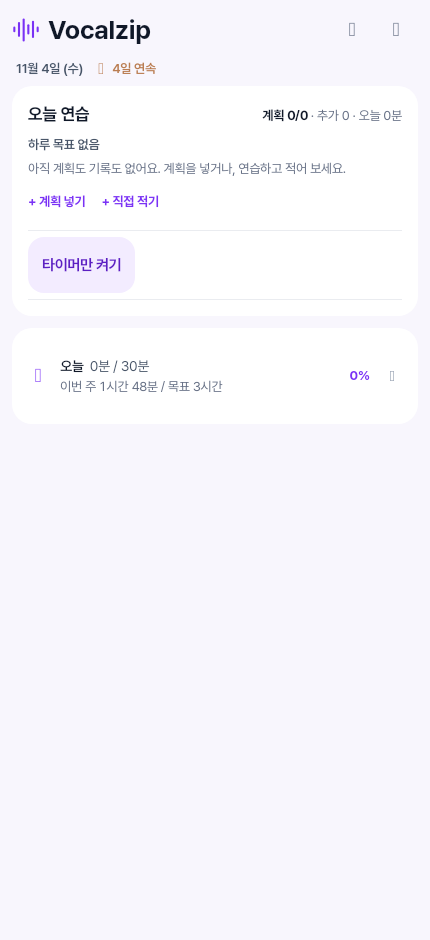 Vocalzip
11월 4일 (수) 4일 연속
오늘 연습 계획 0/0 · 추가 0 · 오늘 0분
하루 목표 없음
아직 계획도 기록도 없어요. 계획을 넣거나, 연습하고 적어 보세요.
+ 계획 넣기 + 직접 적기
타이머만 켜기
오늘 0분 / 30분
이번 주 1시간 48분 / 목표 3시간
0%